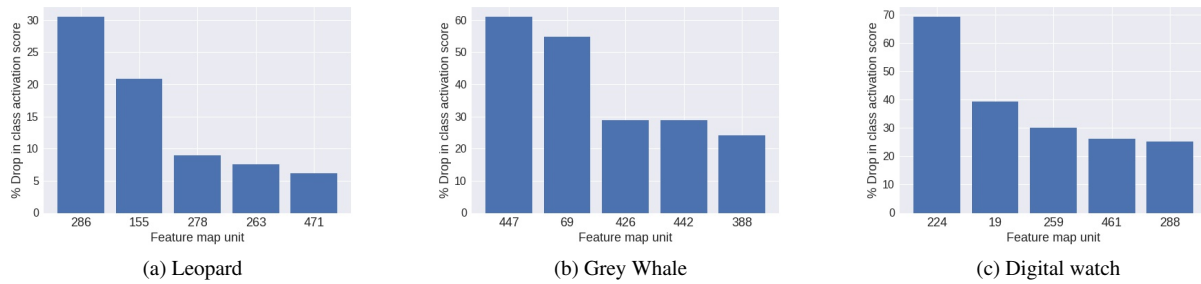 % Drop in class activation score
30
25
20
15
10
5
0
286 155 278 263 471
Feature map unit
(a) Leopard
% Drop in class activation score
60
50
40
30
20
10
0
447 69 426 442 388
Feature map unit
(b) Grey Whale
% Drop in class activation score
70
60
50
40
30
20
10
0
224 19 259 461 288
Feature map unit
(c) Digital watch